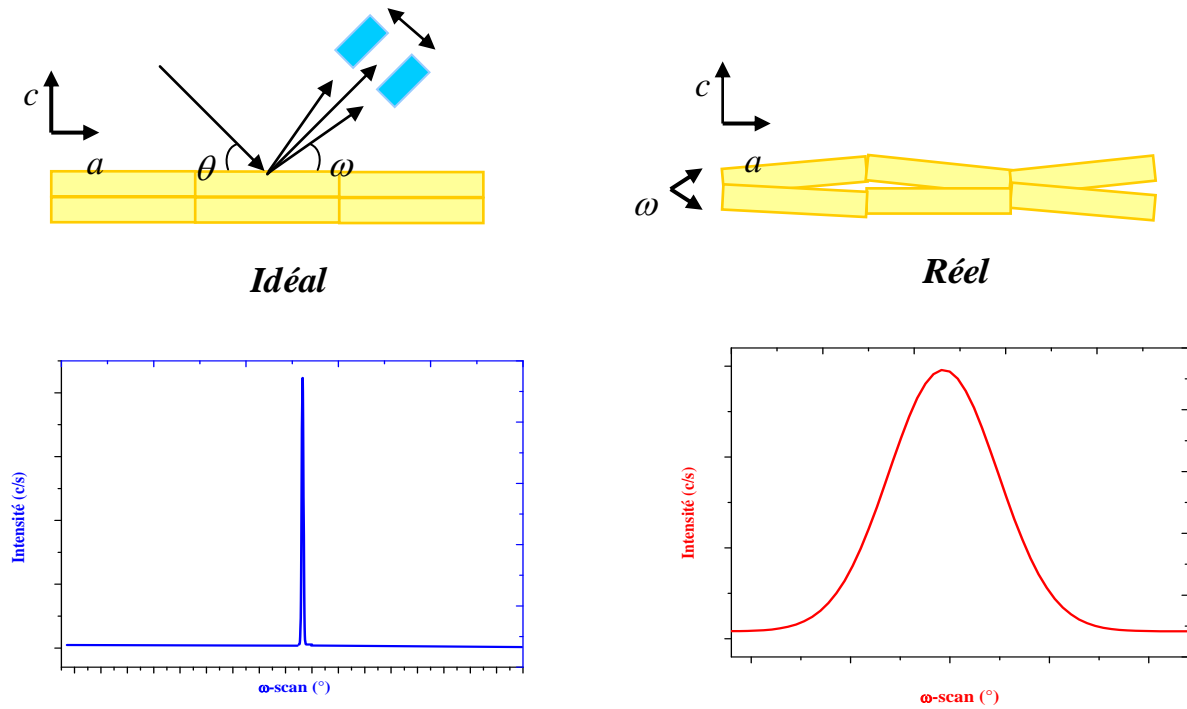 c
a
θ
ω
Idéal
c
a
ω
Réel
Intensité (c/s)
ω-scan (°)
Intensité (c/s)
ω-scan (°)